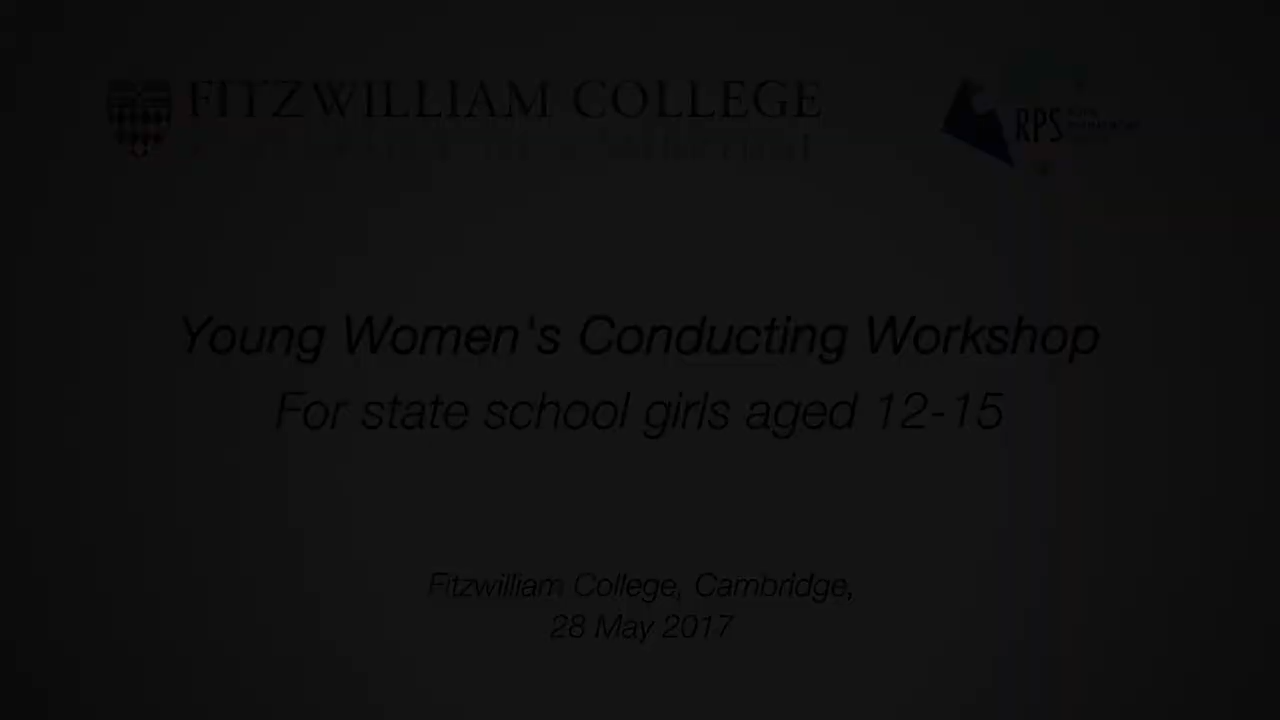 FITZWILLIAM COLLEGE
RPS
Young Women's Conducting Workshop
For state school girls aged 12-15
Fitzwilliam College, Cambridge,
28 May 2017